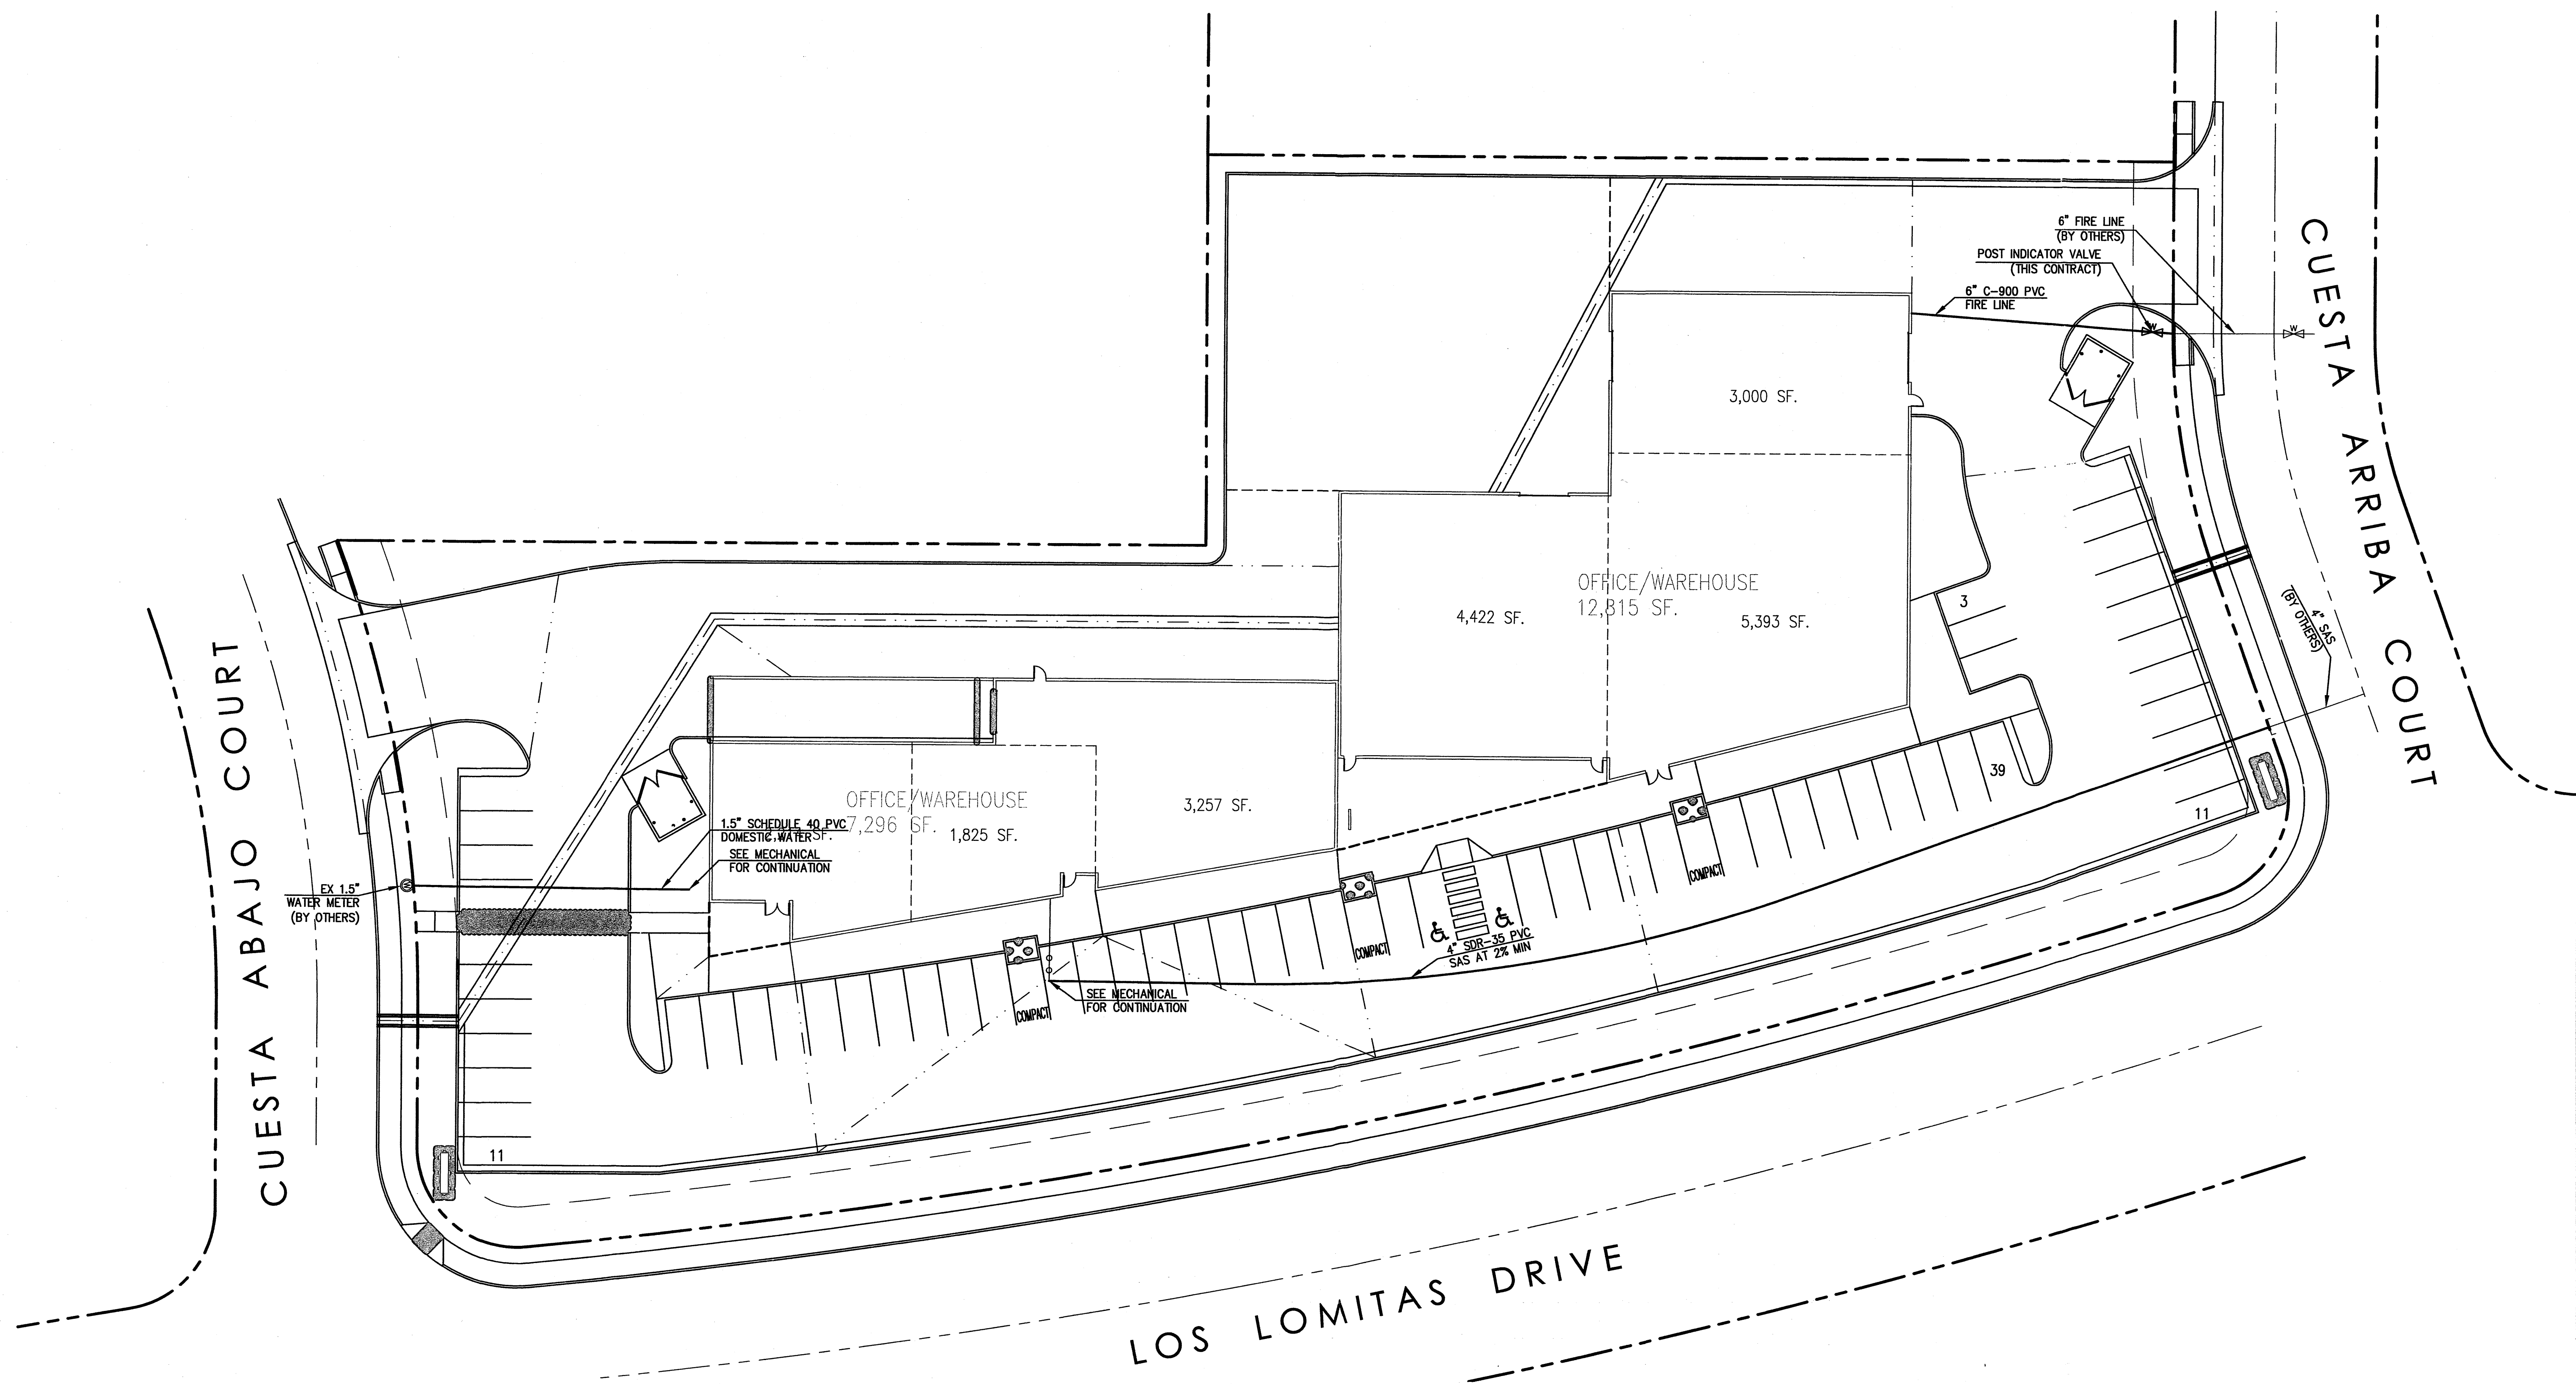 6" FIRE LINE
(BY OTHERS)
POST INDICATOR VALVE
(THIS CONTRACT)
6" C-900 PVC
FIRE LINE
W
W
CUESTA ARRIBA COURT
3,000 SF.
OFFICE/WAREHOUSE
12,815 SF.
4,422 SF.
5,393 SF.
3
4" SAS
(BY OTHERS)
CUESTA ABAJO COURT
39
OFFICE/WAREHOUSE
7,296 SF.
3,257 SF.
1,825 SF.
1.5" SCHEDULE 40 PVC
DOMESTIC WATER
SF.
SEE MECHANICAL
FOR CONTINUATION
11
COMPACT
EX 1.5"
WATER METER
(BY OTHERS)
W
COMPACT
4" SDR-35 PVC
SAS AT 2% MIN
SEE MECHANICAL
FOR CONTINUATION
COMPACT
11
LOS LOMITAS DRIVE